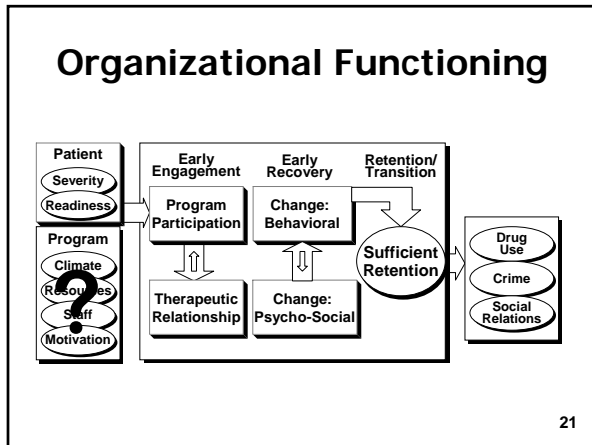 Organizational Functioning
Patient
Severity
Readiness
Program
Climate
Resources
Staff
Motivation
Early
Engagement
Program
Participation
Therapeutic
Relationship
Early
Recovery
Change:
Behavioral
Change:
Psycho-Social
Retention/
Transition
Sufficient
Retention
Drug
Use
Crime
Social
Relations
?
21